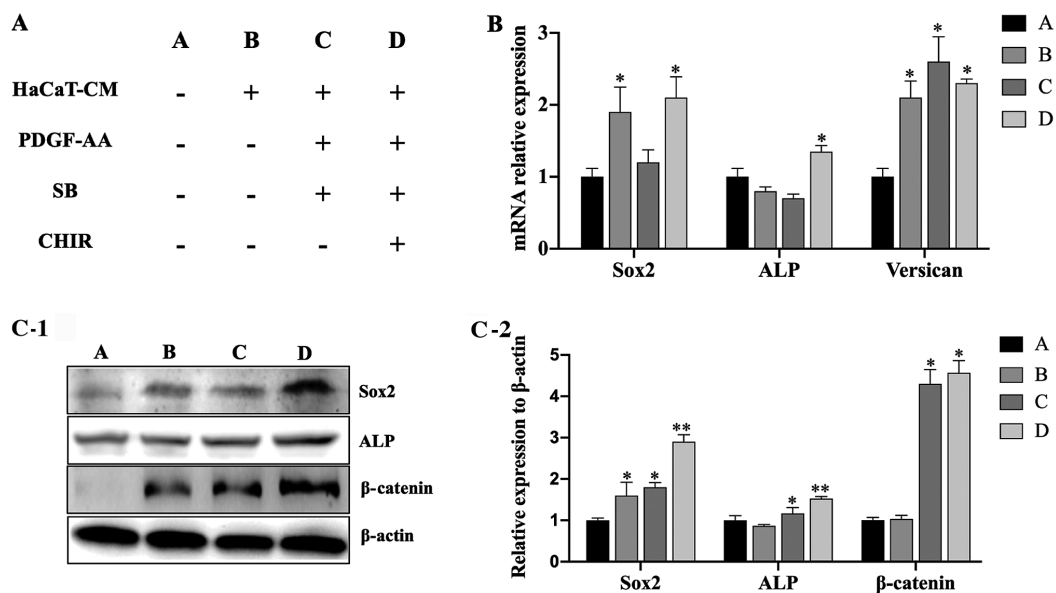 A
A B C D
HaCaT-CM - + + +
PDGF-AA - - + +
SB - - + +
CHIR - - - +
B
mRNA relative expression
3
2
1
0
* * * * * *
Sox2 ALP Versican
A
B
C
D
C-1
A B C D
Sox2
ALP
β-catenin
β-actin
C-2
Relative expression to β-actin
5
4
3
2
1
0
* * ** * ** * *
Sox2 ALP β-catenin
A
B
C
D